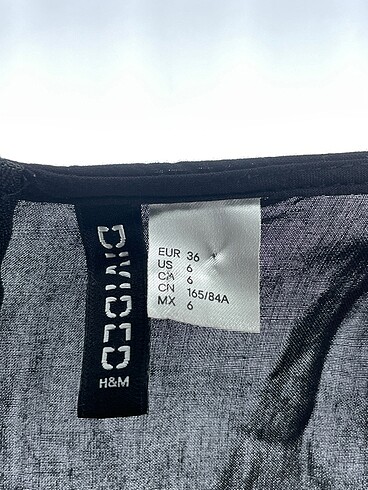 DIVIDED
H&M
EUR 36
US 6
CA 6
CN 165/84A
MX 6